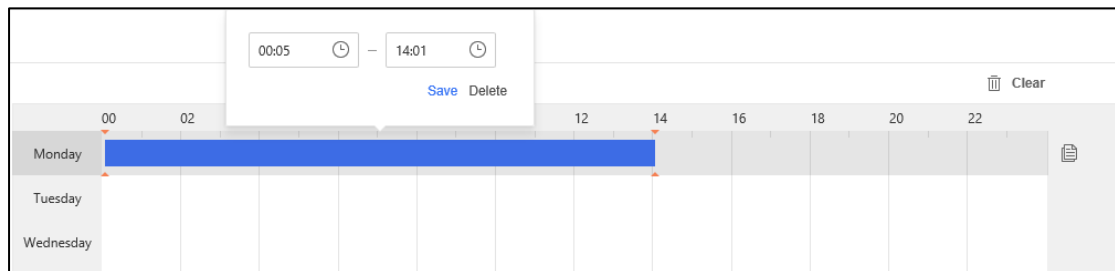 00:05 – 14:01
Save Delete
Clear
00 02 12 14 16 18 20 22
Monday
Tuesday
Wednesday